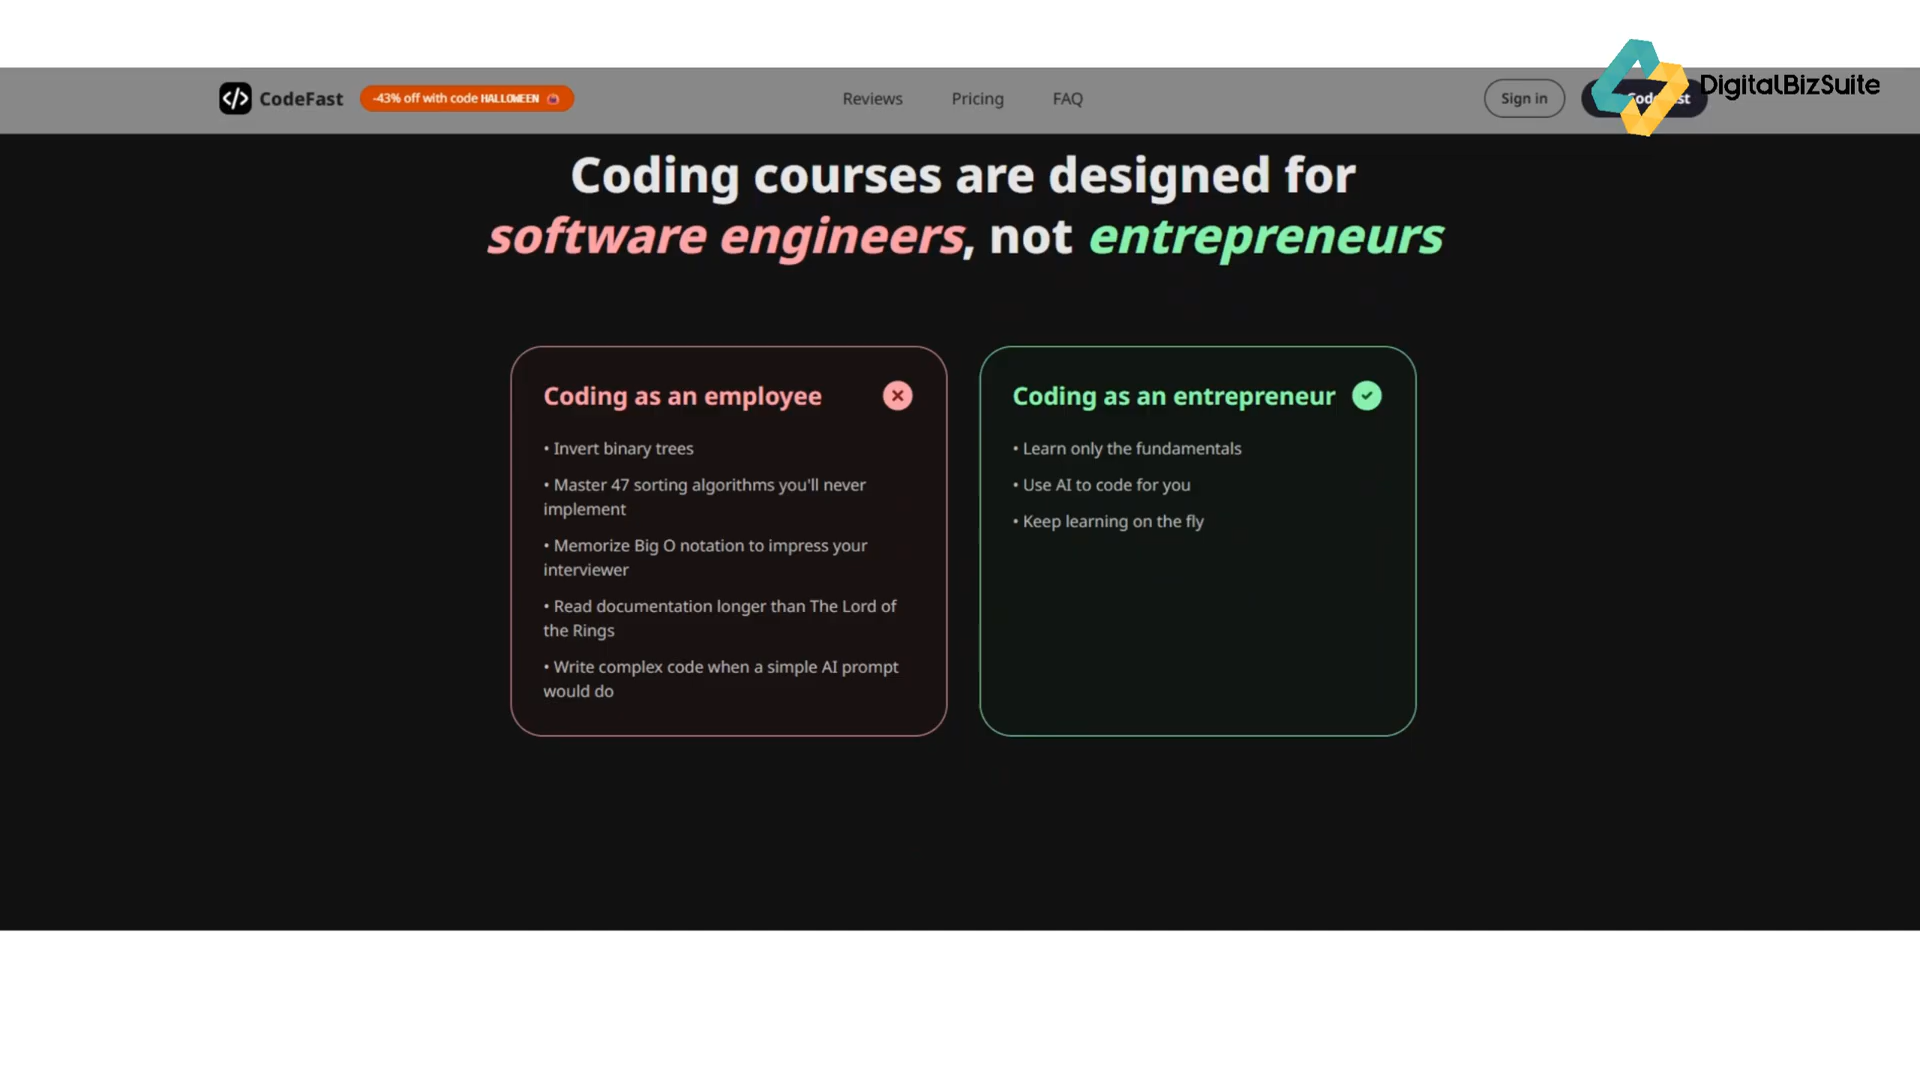 </> CodeFast
-43% off with code HALLOWEEN
Reviews
Pricing
FAQ
Sign in
DigitalBizSuite
Coding courses are designed for
software engineers, not entrepreneurs
Coding as an employee
• Invert binary trees
• Master 47 sorting algorithms you'll never
implement
• Memorize Big O notation to impress your
interviewer
• Read documentation longer than The Lord of
the Rings
• Write complex code when a simple AI prompt
would do
Coding as an entrepreneur
• Learn only the fundamentals
• Use AI to code for you
• Keep learning on the fly